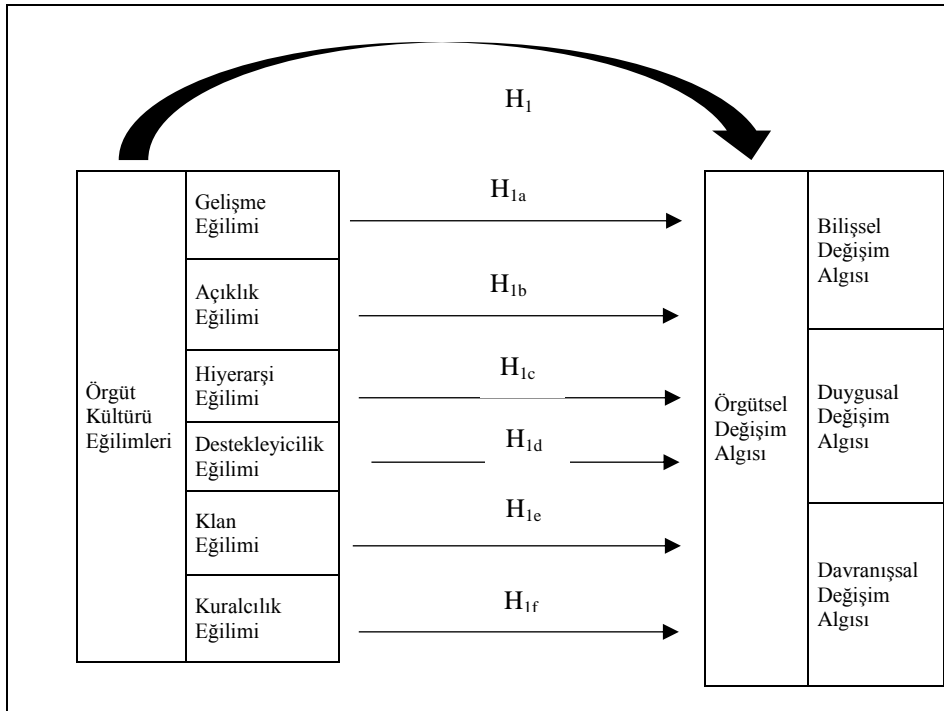 H1
Örgüt
Kültürü
Eğilimleri
Gelişme
Eğilimi
Açıklık
Eğilimi
Hiyerarşi
Eğilimi
Destekleyicilik
Eğilimi
Klan
Eğilimi
Kuralcılık
Eğilimi
H1a
H1b
H1c
H1d
H1e
H1f
Örgütsel
Değişim
Algısı
Bilişsel
Değişim
Algısı
Duygusal
Değişim
Algısı
Davranışsal
Değişim
Algısı